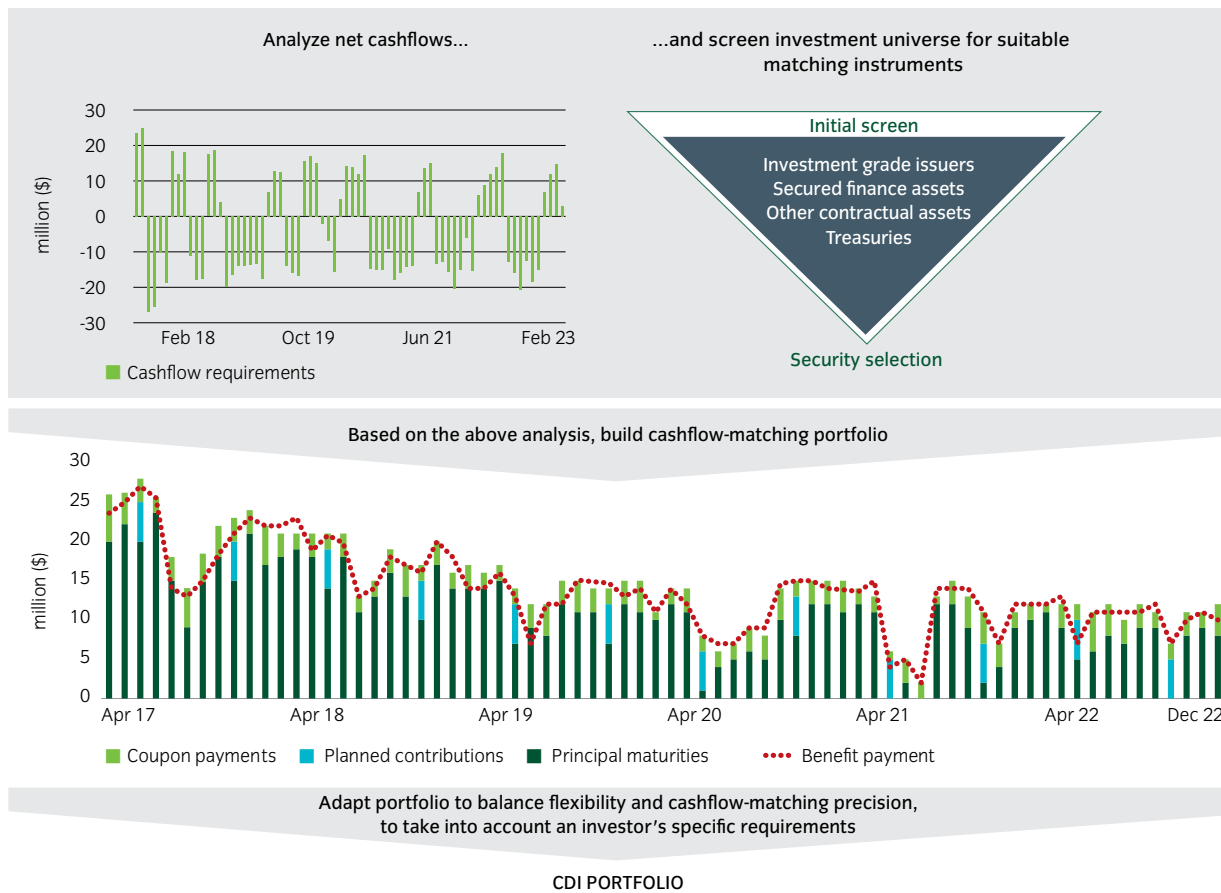 Analyze net cashflows...
...and screen investment universe for suitable
matching instruments
million ($)
30
20
10
0
-10
-20
-30
Feb 18
Oct 19
Jun 21
Feb 23
Cashflow requirements
Initial screen
Investment grade issuers
Secured finance assets
Other contractual assets
Treasuries
Security selection
Based on the above analysis, build cashflow-matching portfolio
million ($)
30
25
20
15
10
5
0
Apr 17
Apr 18
Apr 19
Apr 20
Apr 21
Apr 22
Dec 22
Coupon payments
Planned contributions
Principal maturities
Benefit payment
Adapt portfolio to balance flexibility and cashflow-matching precision,
to take into account an investor's specific requirements
CDI PORTFOLIO